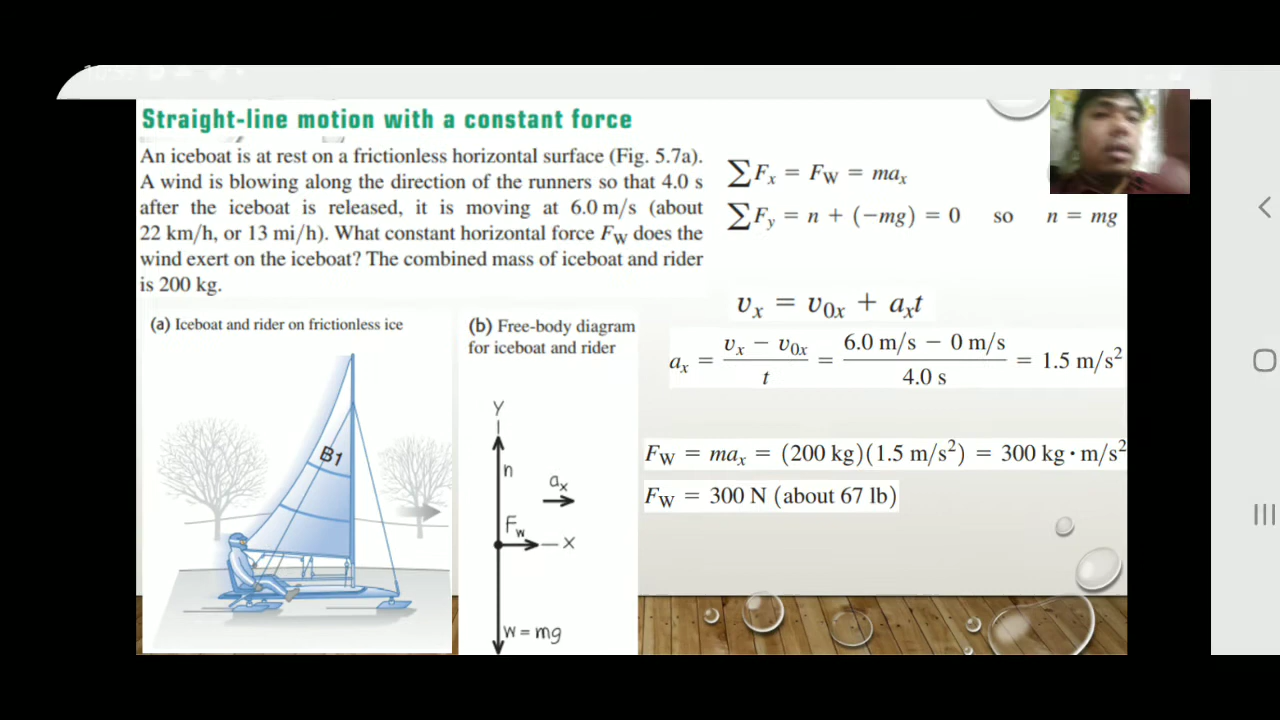 Straight-line motion with a constant force
An iceboat is at rest on a frictionless horizontal surface (Fig. 5.7a).
A wind is blowing along the direction of the runners so that 4.0 s
after the iceboat is released, it is moving at 6.0 m/s (about
22 km/h, or 13 mi/h). What constant horizontal force F_W does the
wind exert on the iceboat? The combined mass of iceboat and rider
is 200 kg.
(a) Iceboat and rider on frictionless ice
B1
(b) Free-body diagram
for iceboat and rider
y
n
a_x
F_w
x
w = mg
∑F_x = F_W = ma_x
∑F_y = n + (−mg) = 0 so n = mg
v_x = v_0x + a_x t
a_x = (v_x − v_0x)/t = (6.0 m/s − 0 m/s)/(4.0 s) = 1.5 m/s²
F_W = ma_x = (200 kg)(1.5 m/s²) = 300 kg · m/s²
F_W = 300 N (about 67 lb)